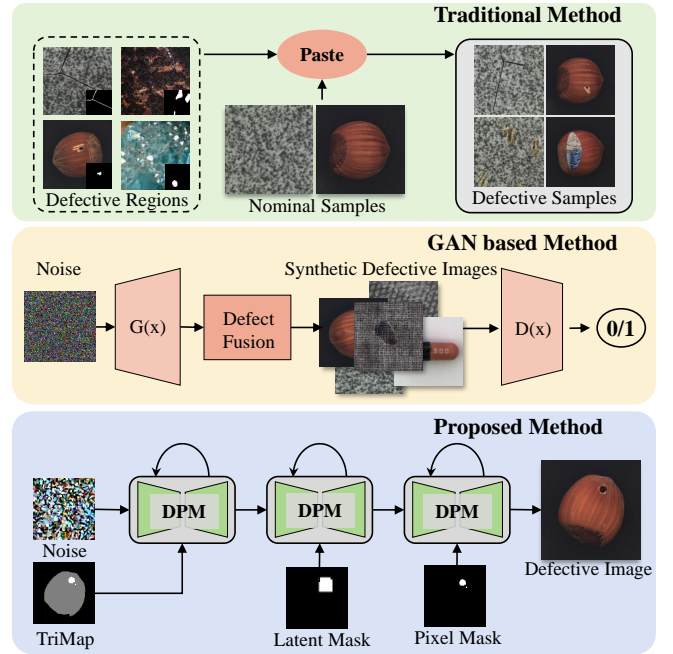 Traditional Method
Paste
Defective Regions
Nominal Samples
Defective Samples
GAN based Method
Noise
Synthetic Defective Images
G(x)
Defect
Fusion
D(x)
0/1
500
Proposed Method
DPM
DPM
DPM
Noise
Defective Image
TriMap
Latent Mask
Pixel Mask